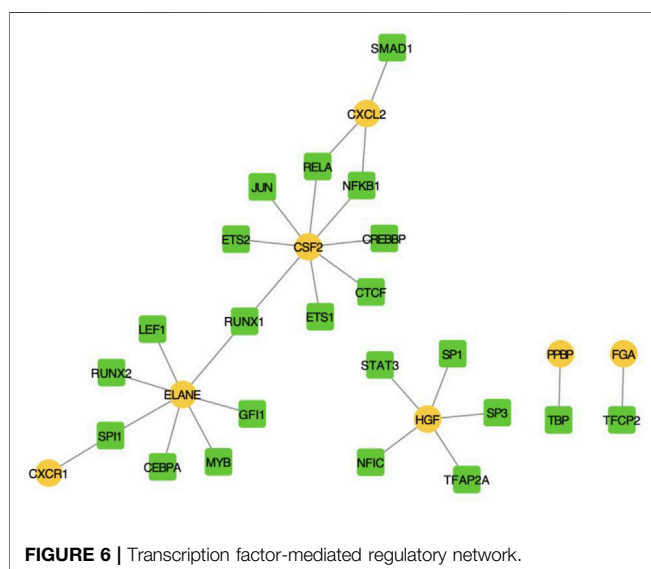 SMAD1
CXCL2
RELA
NFKB1
JUN
ETS2
CSF2
CREBBP
CTCF
ETS1
RUNX1
LEF1
RUNX2
ELANE
GFI1
SPI1
CEBPA
MYB
CXCR1
STAT3
SP1
HGF
SP3
NFIC
TFAP2A
PPBP
TBP
FGA
TFCP2
FIGURE 6 | Transcription factor-mediated regulatory network.